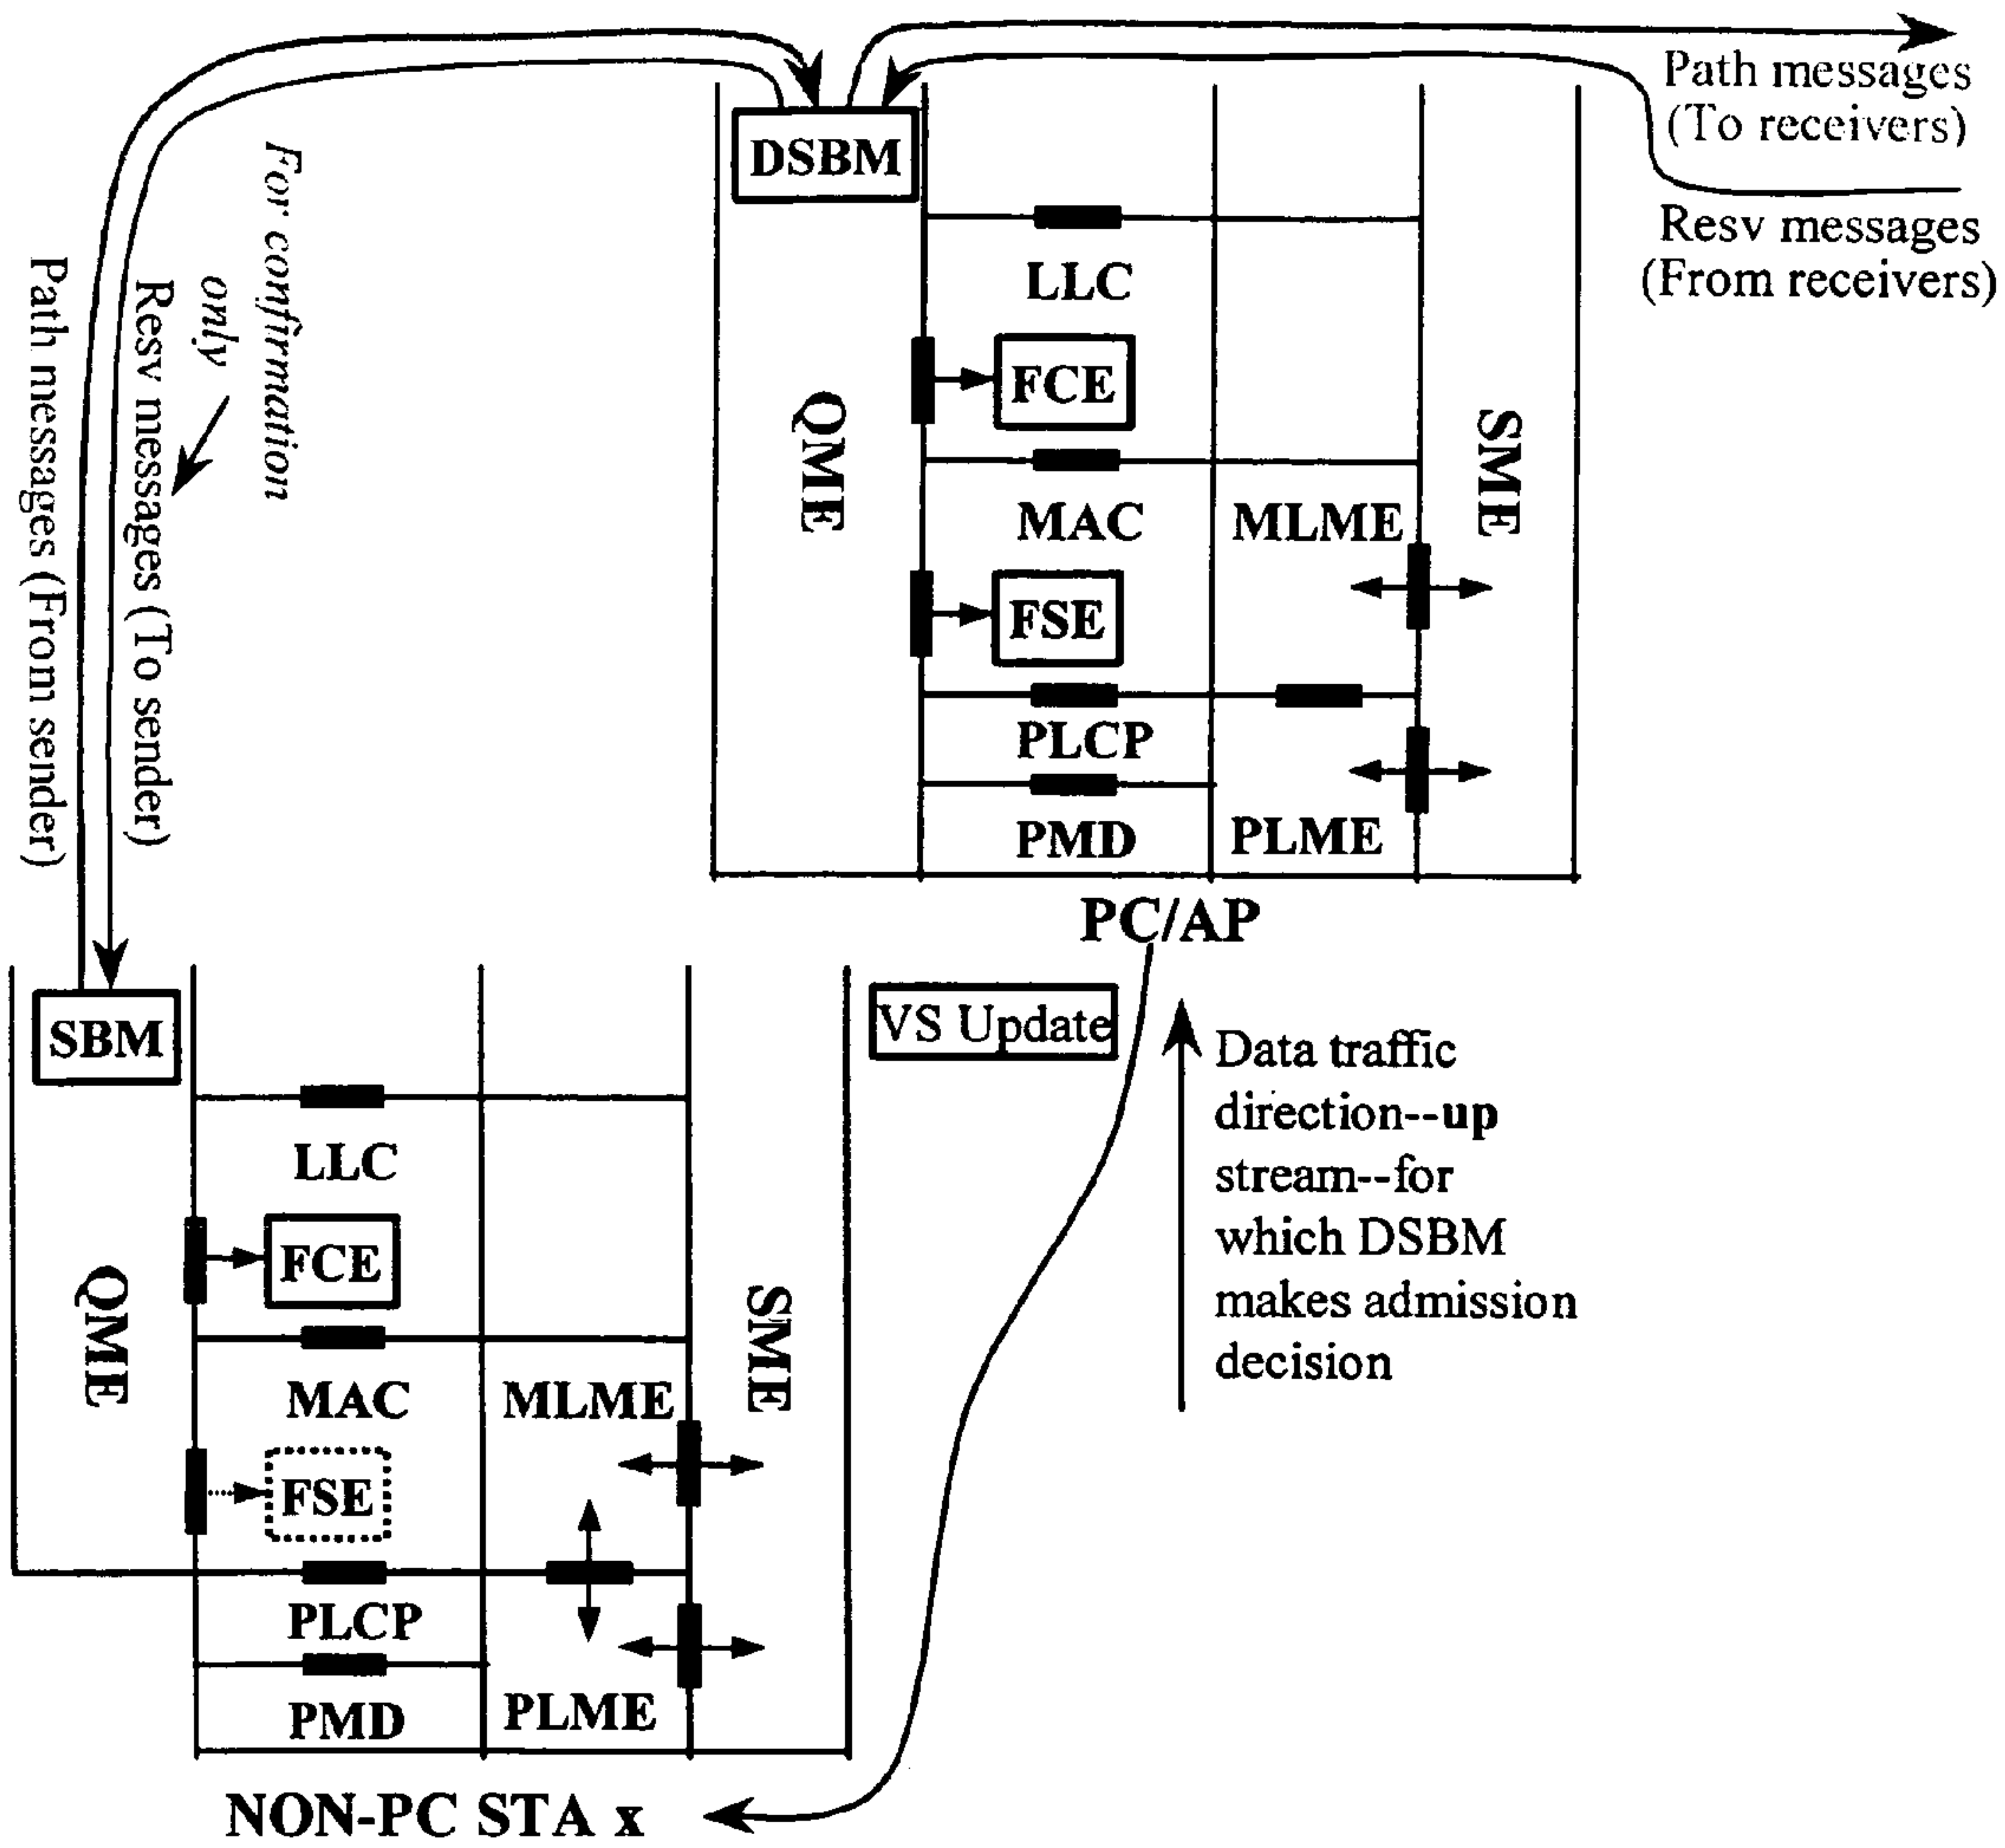 Path messages
(To receivers)
Resv messages
(From receivers)
DSBM
LLC
FCE
QME
SME
MAC
MLME
FSE
PLCP
PMD
PLME
PC/AP
For confirmation
only
Resv messages (To sender)
Path messages (From sender)
SBM
VS Update
Data traffic
direction--up
stream--for
which DSBM
makes admission
decision
LLC
FCE
QME
SME
MAC
MLME
FSE
PLCP
PMD
PLME
NON-PC STA x